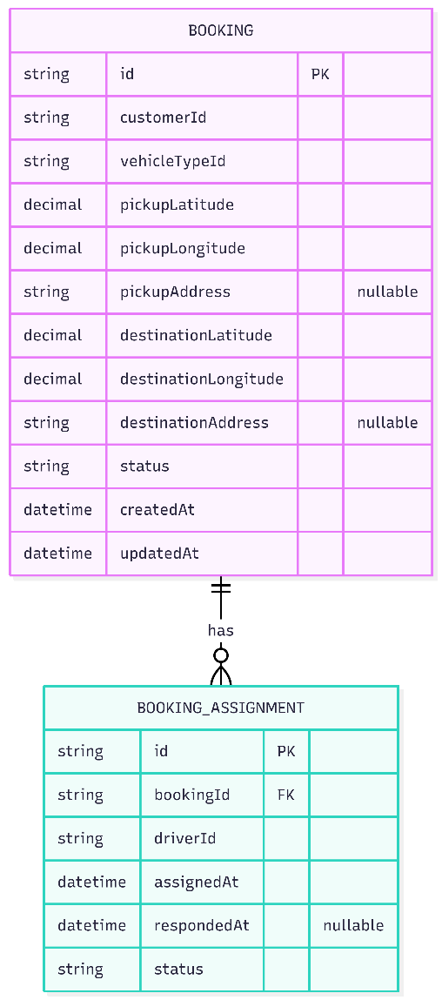 BOOKING
string id PK
string customerId
string vehicleTypeId
decimal pickupLatitude
decimal pickupLongitude
string pickupAddress nullable
decimal destinationLatitude
decimal destinationLongitude
string destinationAddress nullable
string status
datetime createdAt
datetime updatedAt
has
BOOKING_ASSIGNMENT
string id PK
string bookingId FK
string driverId
datetime assignedAt
datetime respondedAt nullable
string status